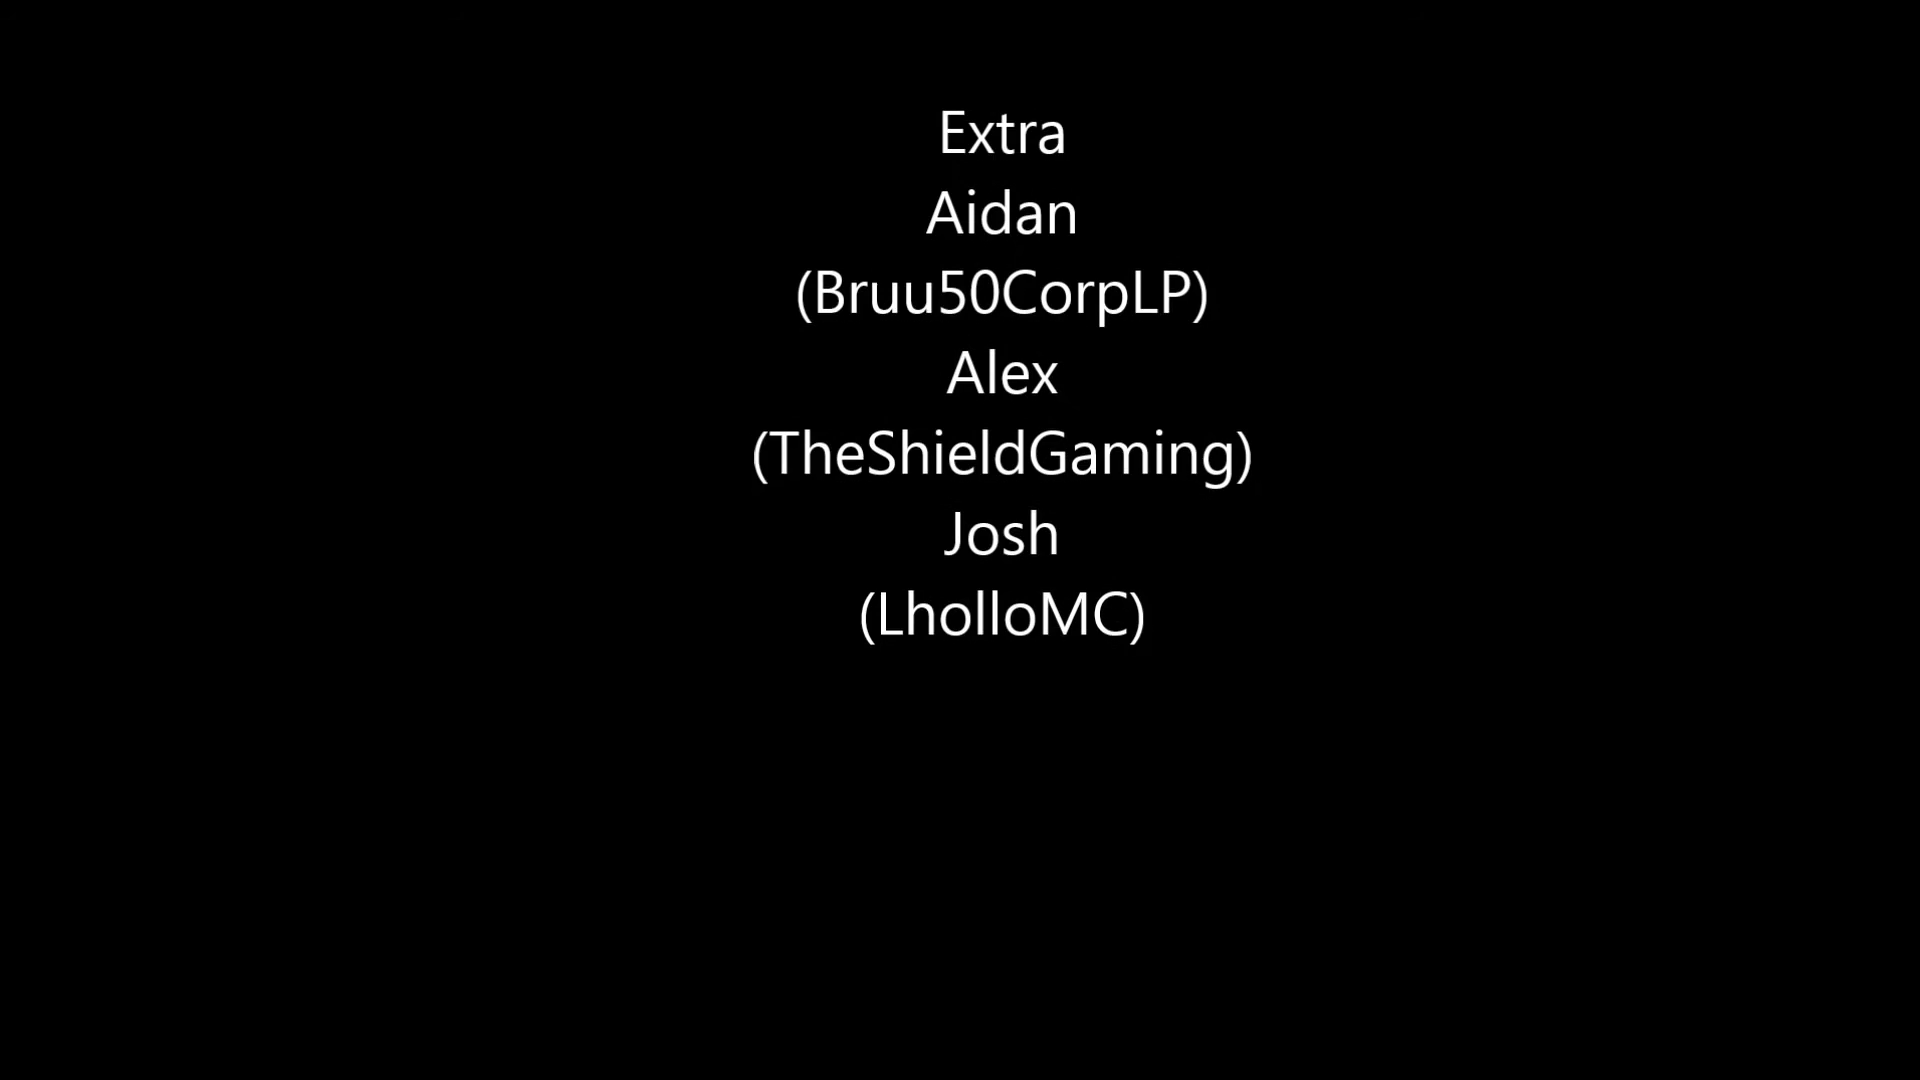 Extra
Aidan
(Bruu50CorpLP)
Alex
(TheShieldGaming)
Josh
(LholloMC)